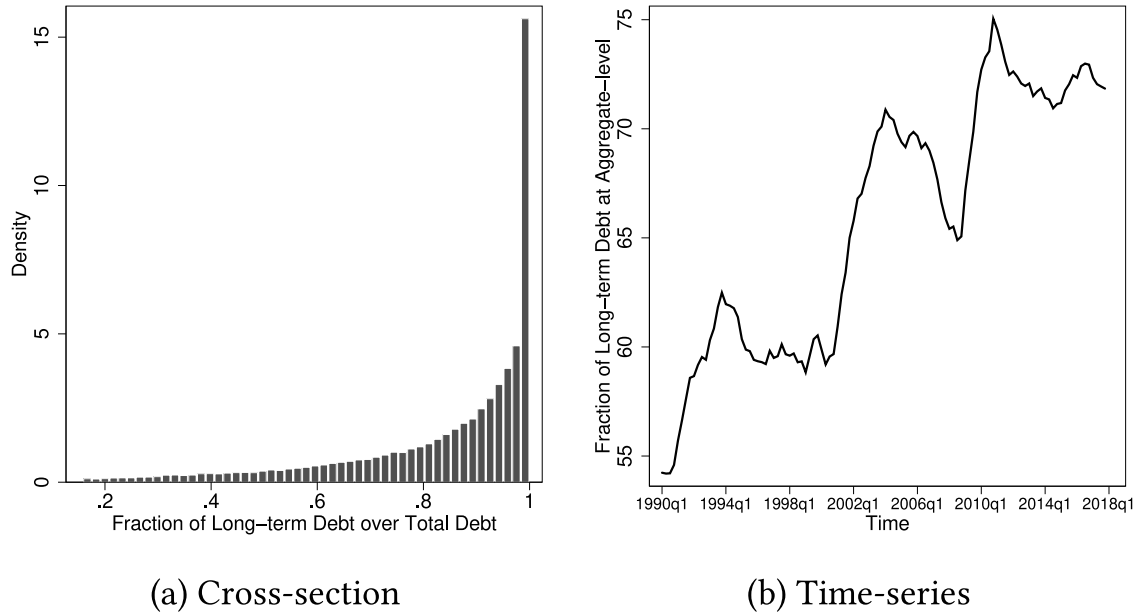 15
10
5
0
Density
.2
.4
.6
.8
1
Fraction of Long−term Debt over Total Debt
(a) Cross-section
75
70
65
60
55
Fraction of Long−term Debt at Aggregate−level
1990q1
1994q1
1998q1
2002q1
2006q1
2010q1
2014q1
2018q1
Time
(b) Time-series